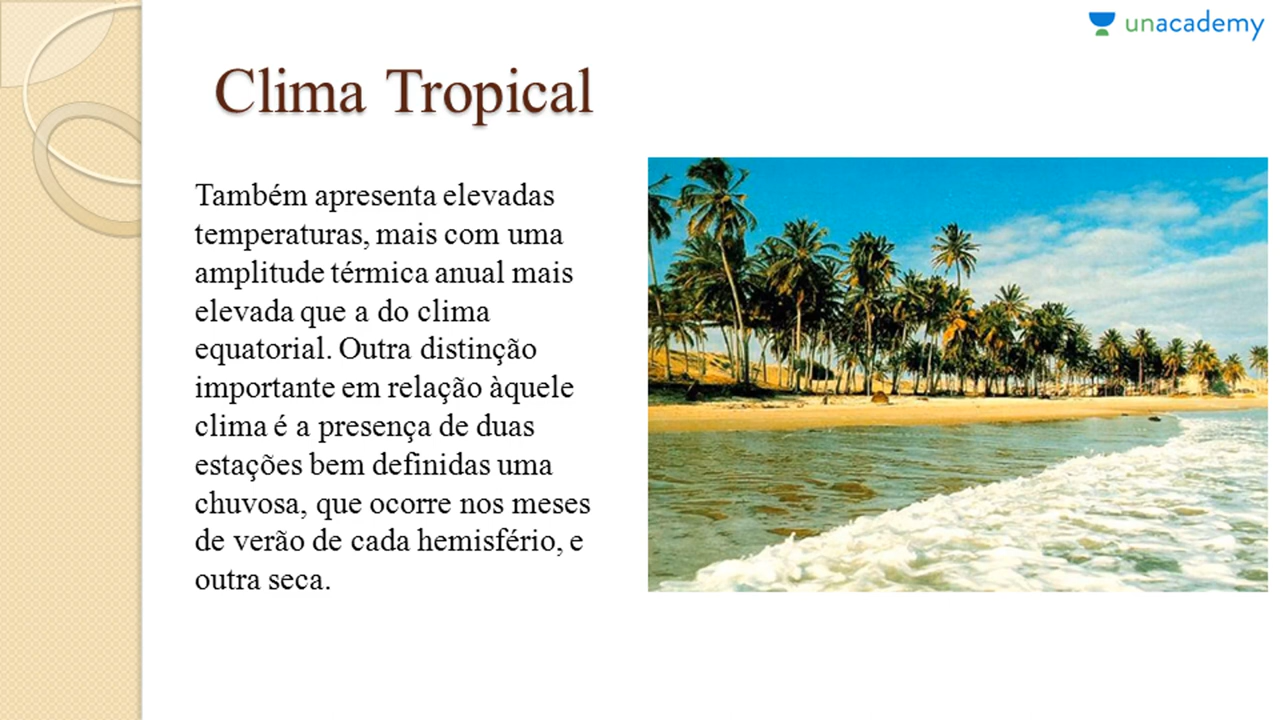 unacademy
Clima Tropical
Também apresenta elevadas
temperaturas, mais com uma
amplitude térmica anual mais
elevada que a do clima
equatorial. Outra distinção
importante em relação àquele
clima é a presença de duas
estações bem definidas uma
chuvosa, que ocorre nos meses
de verão de cada hemisfério, e
outra seca.